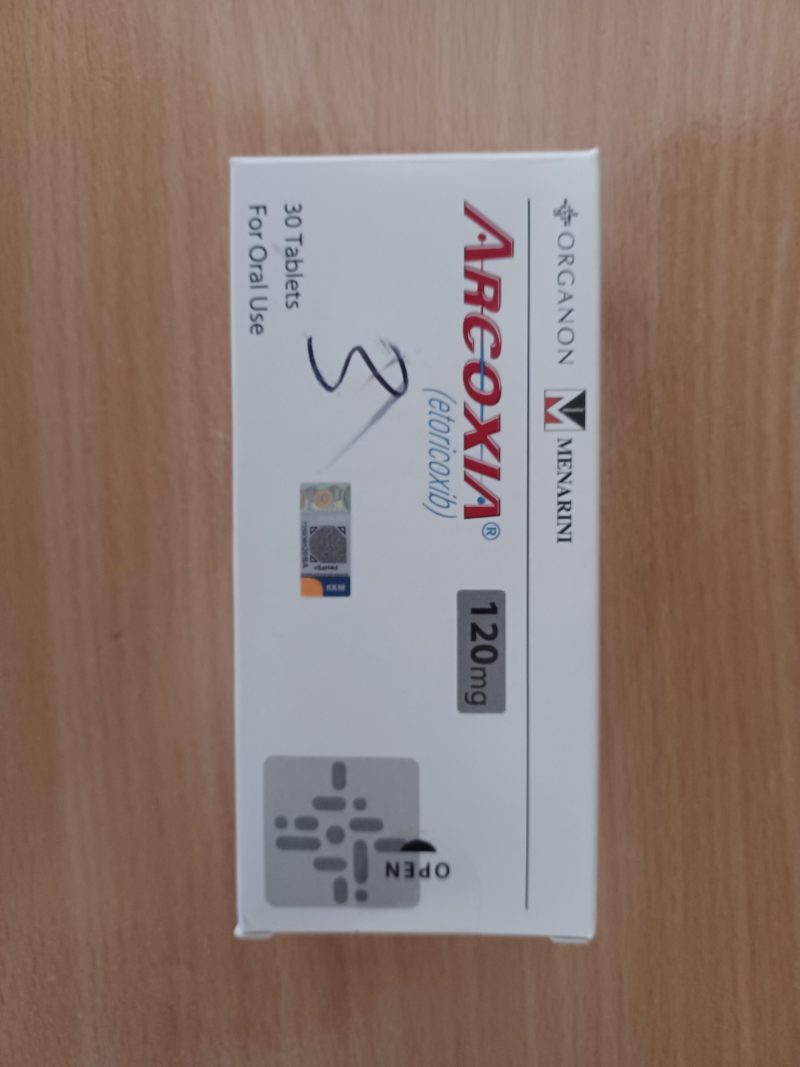 ORGANON
MENARINI
ARCOXIA®
(etoricoxib)
120mg
30 Tablets
For Oral Use
KKM
OPEN